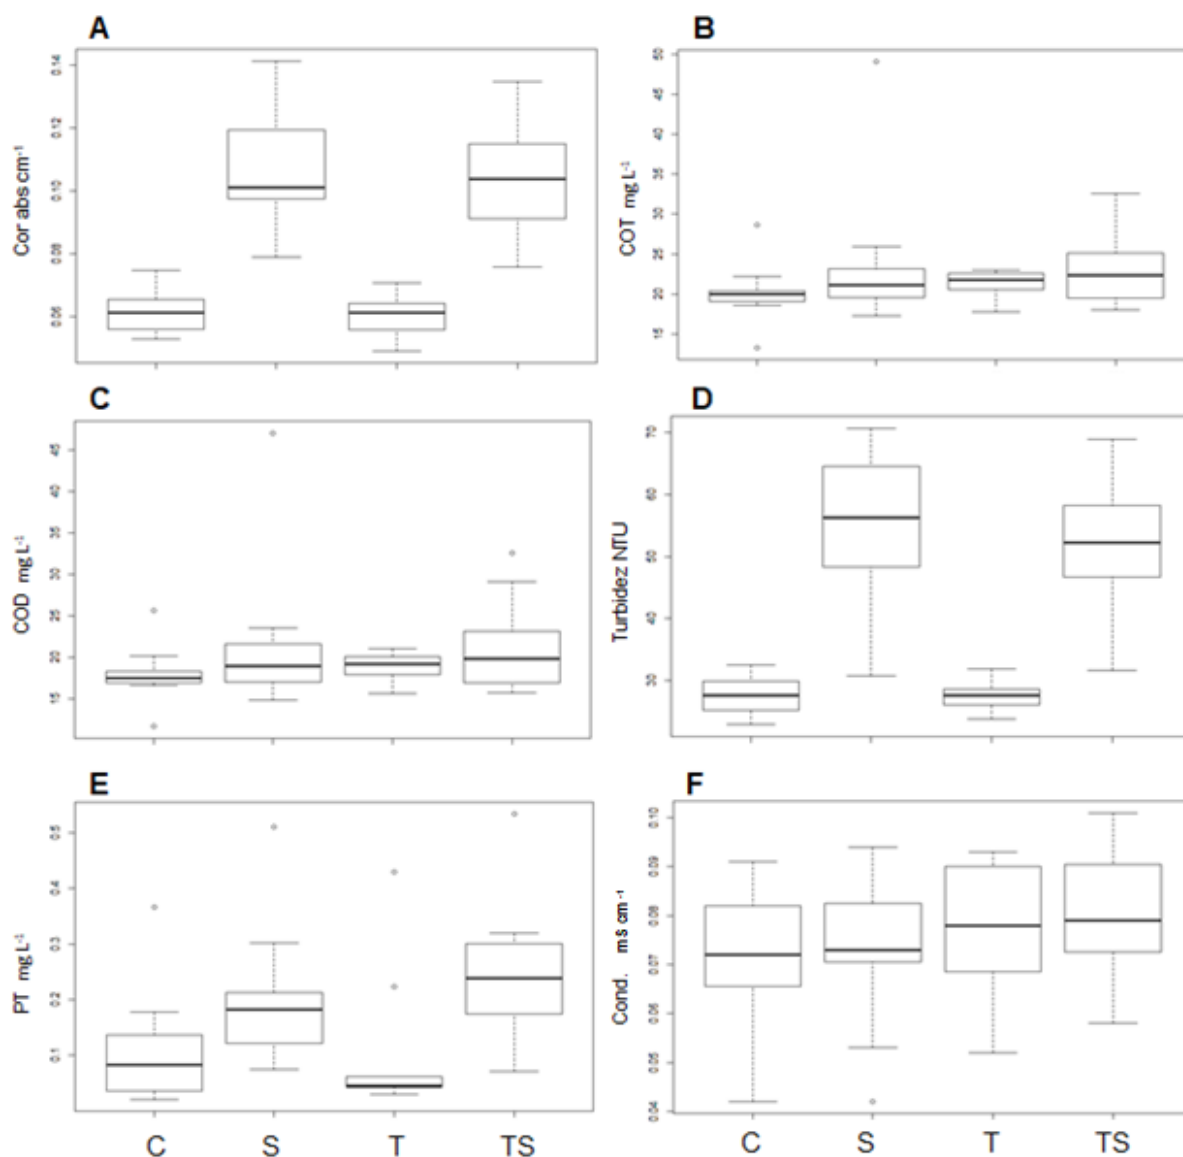 A
Cor abs cm⁻¹
0.14
0.12
0.10
0.08
0.06
B
COT mg L⁻¹
50
45
40
35
30
25
20
15
C
COD mg L⁻¹
45
40
35
30
25
20
15
D
Turbidez NTU
70
60
50
40
30
E
PT mg L⁻¹
0.5
0.4
0.3
0.2
0.1
C S T TS
F
Cond. mS cm⁻¹
0.10
0.09
0.08
0.07
0.06
0.05
0.04
C S T TS